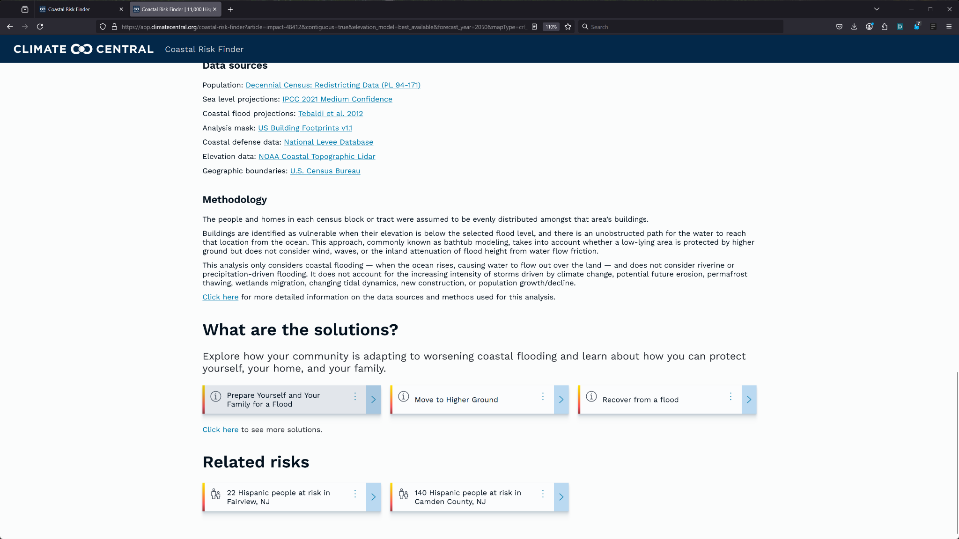 Coastal Risk Finder
Coastal Risk Finder | 11,000 Hisp
https://app.climatecentral.org/coastal-risk-finder?article=impact-48412&contiguous=true&elevation_model=best_available&forecast_year=2050&mapType=
110%
Search
CLIMATE CENTRAL
Coastal Risk Finder
Data sources
Population: Decennial Census: Redistricting Data (PL 94-171)
Sea level projections: IPCC 2021 Medium Confidence
Coastal flood projections: Tebaldi et al. 2012
Analysis mask: US Building Footprints v1.1
Coastal defense data: National Levee Database
Elevation data: NOAA Coastal Topographic Lidar
Geographic boundaries: U.S. Census Bureau
Methodology
The people and homes in each census block or tract were assumed to be evenly distributed amongst that area's buildings.
Buildings are identified as vulnerable when their elevation is below the selected flood level, and there is an unobstructed path for the water to reach
that location from the ocean. This approach, commonly known as bathtub modeling, takes into account whether a low-lying area is protected by higher
ground but does not consider wind, waves, or the inland attenuation of flood height from water flow friction.
This analysis only considers coastal flooding — when the ocean rises, causing water to flow out over the land — and does not consider riverine or
precipitation-driven flooding. It does not account for the increasing intensity of storms driven by climate change, potential future erosion, permafrost
thawing, wetlands migration, changing tidal dynamics, new construction, or population growth/decline.
Click here for more detailed information on the data sources and methods used for this analysis.
What are the solutions?
Explore how your community is adapting to worsening coastal flooding and learn about how you can protect
yourself, your home, and your family.
Prepare Yourself and Your
Family for a Flood
Move to Higher Ground
Recover from a flood
Click here to see more solutions.
Related risks
22 Hispanic people at risk in
Fairview, NJ
140 Hispanic people at risk in
Camden County, NJ